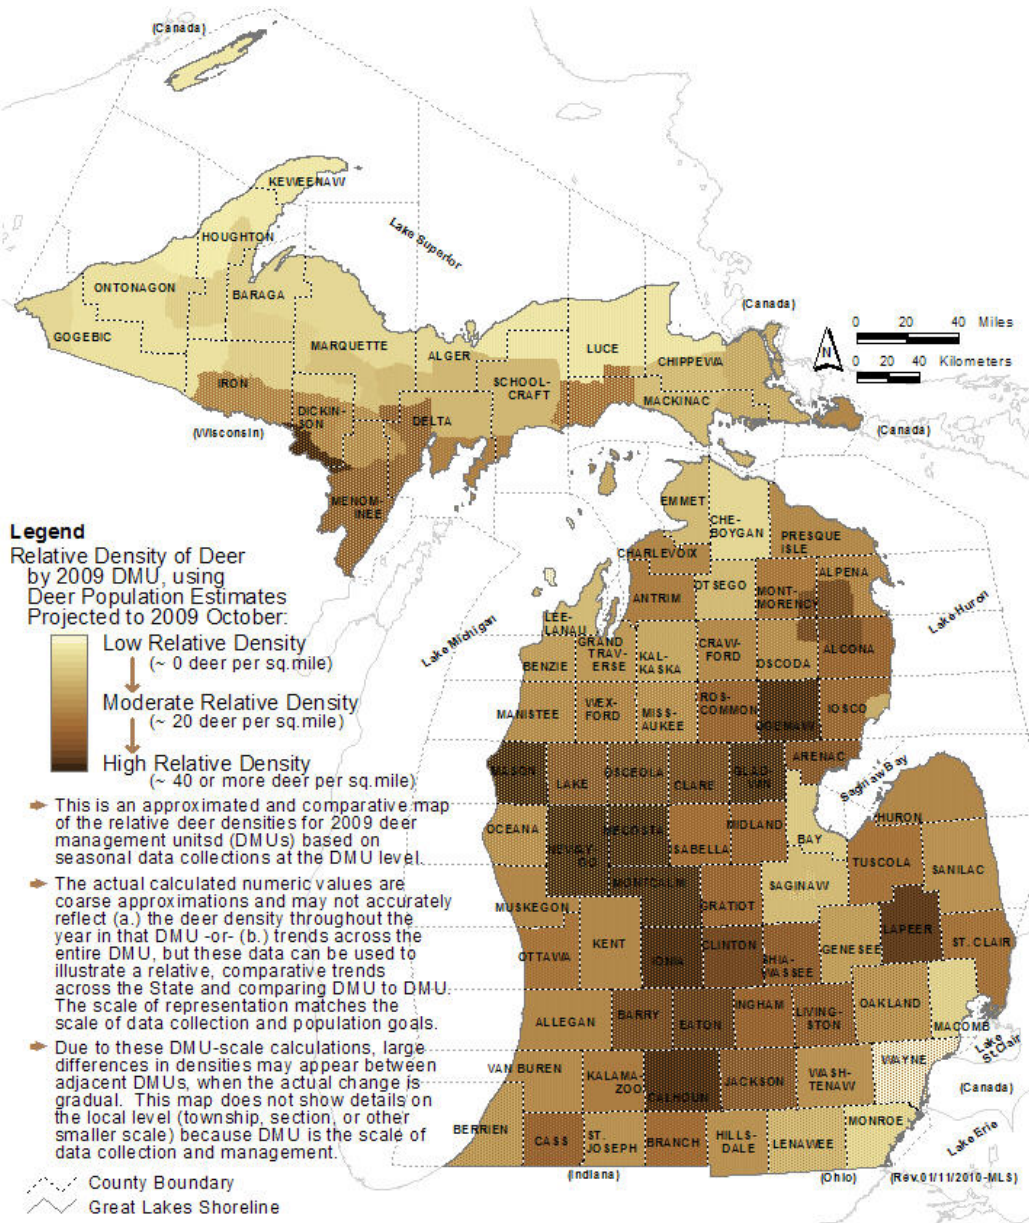 (Canada)
KEWEENAW
HOUGHTON
Lake Superior
ONTONAGON
BARAGA
GOGEBIC
MARQUETTE
ALGER
LUCE
CHIPPEWA
(Canada)
0 20 40 Miles
0 20 40 Kilometers
N
IRON
SCHOOL-
CRAFT
MACKINAC
DICKIN-
SON
DELTA
(Wisconsin)
(Canada)
MENOM-
INEE
EMMET
CHE-
BOYGAN
PRESQUE
ISLE
CHARLEVOIX
Legend
Relative Density of Deer
by 2009 DMU, using
Deer Population Estimates
Projected to 2009 October:
Low Relative Density
(~ 0 deer per sq.mile)
Moderate Relative Density
(~ 20 deer per sq.mile)
High Relative Density
(~ 40 or more deer per sq.mile)
OTSEGO
ALPENA
ANTRIM
MONT-
MORENCY
Lake Michigan
Lake Huron
LEE-
LANAU
GRAND
TRAV-
ERSE
BENZIE
KAL-
KASKA
CRAW-
FORD
OSCODA
ALCONA
MANISTEE
WEX-
FORD
MISS-
AUKEE
ROS-
COMMON
OGEMAW
IOSCO
MASON
LAKE
OSCEOLA
CLARE
GLAD-
WIN
ARENAC
Saginaw Bay
OCEANA
NEWAY-
GO
MECOSTA
ISABELLA
MIDLAND
BAY
HURON
TUSCOLA
SANILAC
MONTCALM
SAGINAW
MUSKEGON
GRATIOT
OTTAWA
KENT
IONIA
CLINTON
SHIA-
WASSEE
GENESEE
LAPEER
ST. CLAIR
ALLEGAN
BARRY
EATON
INGHAM
LIVING-
STON
OAKLAND
MACOMB
Lake
St Clair
VAN BUREN
KALAMA-
ZOO
CALHOUN
JACKSON
WASH-
TENAW
WAYNE
(Canada)
BERRIEN
CASS
ST.
JOSEPH
BRANCH
HILLS-
DALE
LENAWEE
MONROE
Lake Erie
(Indiana)
(Ohio)
(Rev.01/11/2010-MLS)
This is an approximated and comparative map
of the relative deer densities for 2009 deer
management unitsd (DMUs) based on
seasonal data collections at the DMU level.
The actual calculated numeric values are
coarse approximations and may not accurately
reflect (a.) the deer density throughout the
year in that DMU -or- (b.) trends across the
entire DMU, but these data can be used to
illustrate a relative, comparative trends
across the State and comparing DMU to DMU.
The scale of representation matches the
scale of data collection and population goals.
Due to these DMU-scale calculations, large
differences in densities may appear between
adjacent DMUs, when the actual change is
gradual. This map does not show details on
the local level (township, section, or other
smaller scale) because DMU is the scale of
data collection and management.
County Boundary
Great Lakes Shoreline